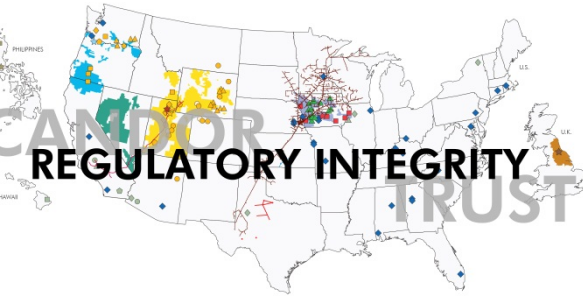 PHILIPPINES
U.S.
CANDOR
U.K.
REGULATORY INTEGRITY
HAWAII
TRUST